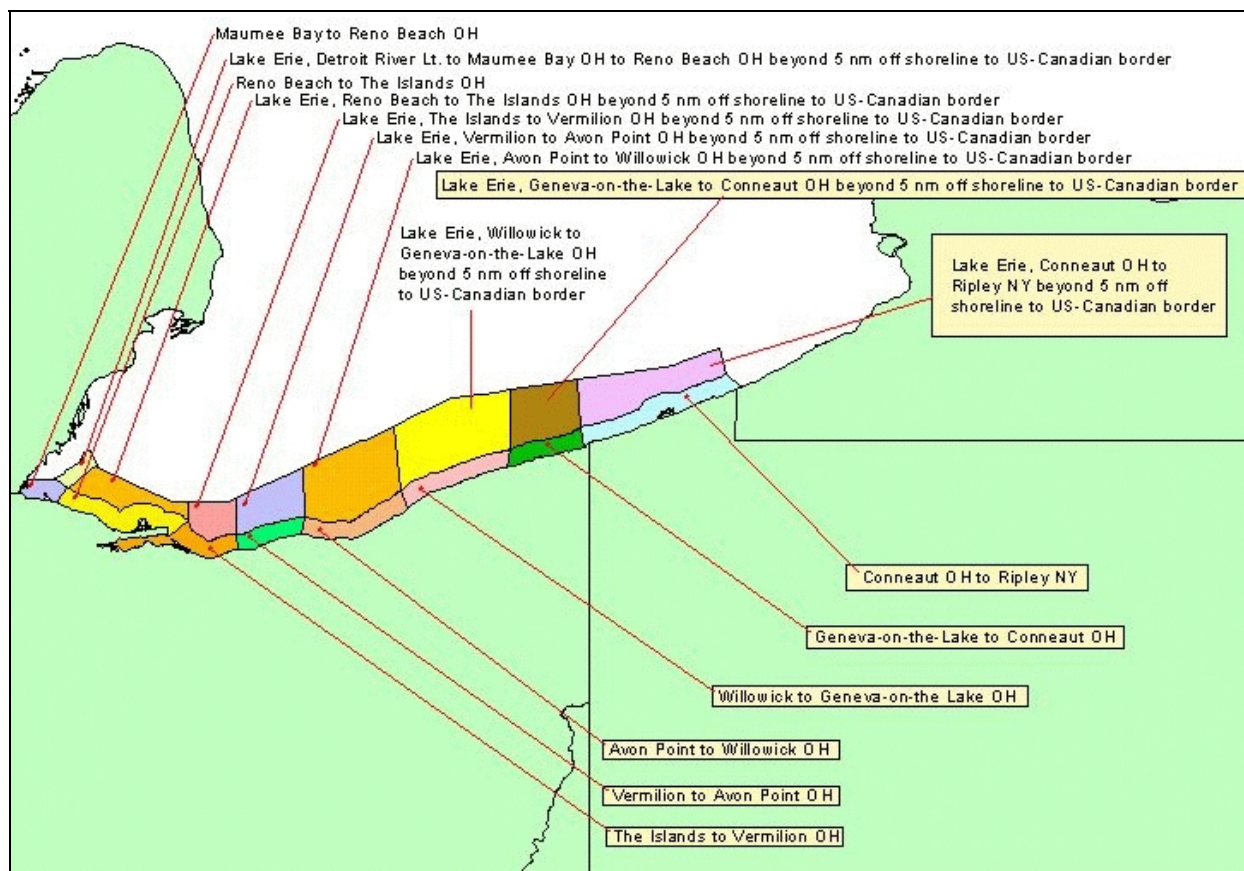 Maumee Bay to Reno Beach OH
Lake Erie, Detroit River Lt. to Maumee Bay OH to Reno Beach OH beyond 5 nm off shoreline to US-Canadian border
Reno Beach to The Islands OH
Lake Erie, Reno Beach to The Islands OH beyond 5 nm off shoreline to US-Canadian border
Lake Erie, The Islands to Vermilion OH beyond 5 nm off shoreline to US-Canadian border
Lake Erie, Vermilion to Avon Point OH beyond 5 nm off shoreline to US-Canadian border
Lake Erie, Avon Point to Willowick OH beyond 5 nm off shoreline to US-Canadian border
Lake Erie, Geneva-on-the-Lake to Conneaut OH beyond 5 nm off shoreline to US-Canadian border
Lake Erie, Willowick to
Geneva-on-the-Lake OH
beyond 5 nm off shoreline
to US-Canadian border
Lake Erie, Conneaut OH to
Ripley NY beyond 5 nm off
shoreline to US-Canadian border
Conneaut OH to Ripley NY
Geneva-on-the-Lake to Conneaut OH
Willowick to Geneva-on-the Lake OH
Avon Point to Willowick OH
Vermilion to Avon Point OH
The Islands to Vermilion OH